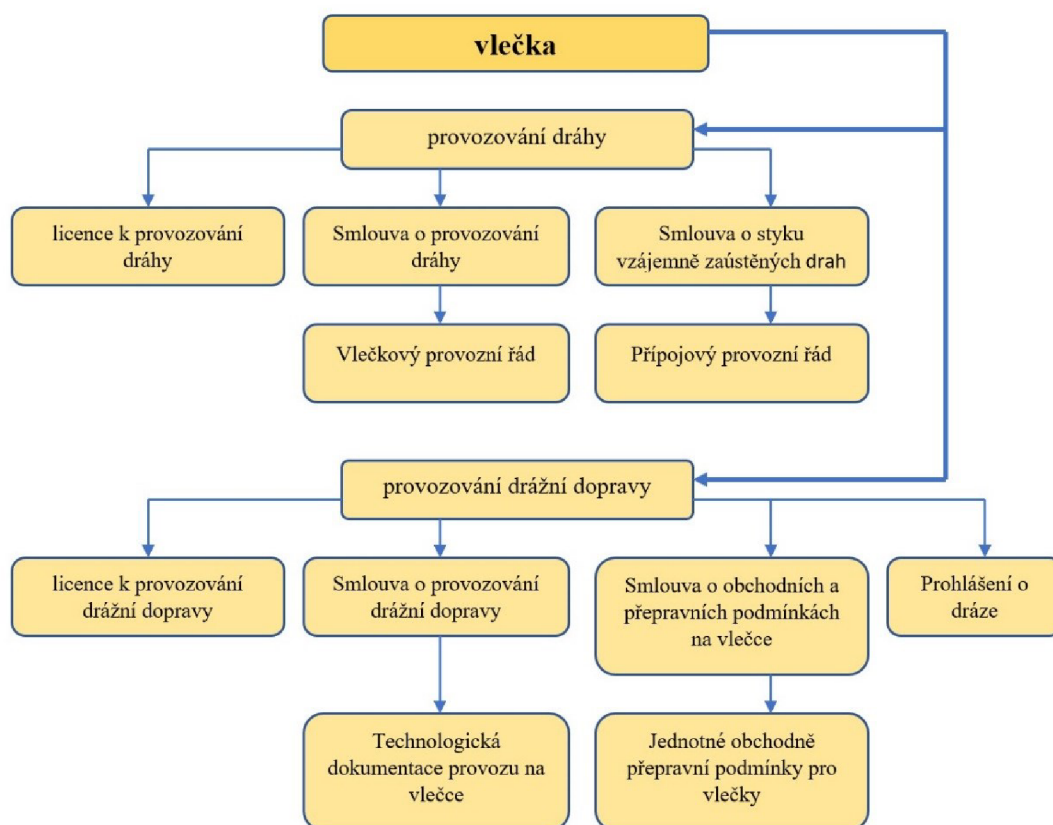 vlečka
provozování dráhy
licence k provozování
dráhy
Smlouva o provozování
dráhy
Smlouva o styku
vzájemně zaústěných drah
Vlečkový provozní řád
Přípojový provozní řád
provozování drážní dopravy
licence k provozování
drážní dopravy
Smlouva o provozování
drážní dopravy
Smlouva o obchodních a
přepravních podmínkách
na vlečce
Prohlášení o
dráze
Technologická
dokumentace provozu na
vlečce
Jednotné obchodně
přepravní podmínky pro
vlečky